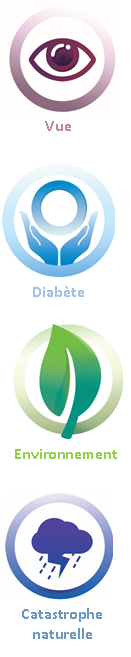 Vue
Diabète
Environnement
Catastrophe
naturelle